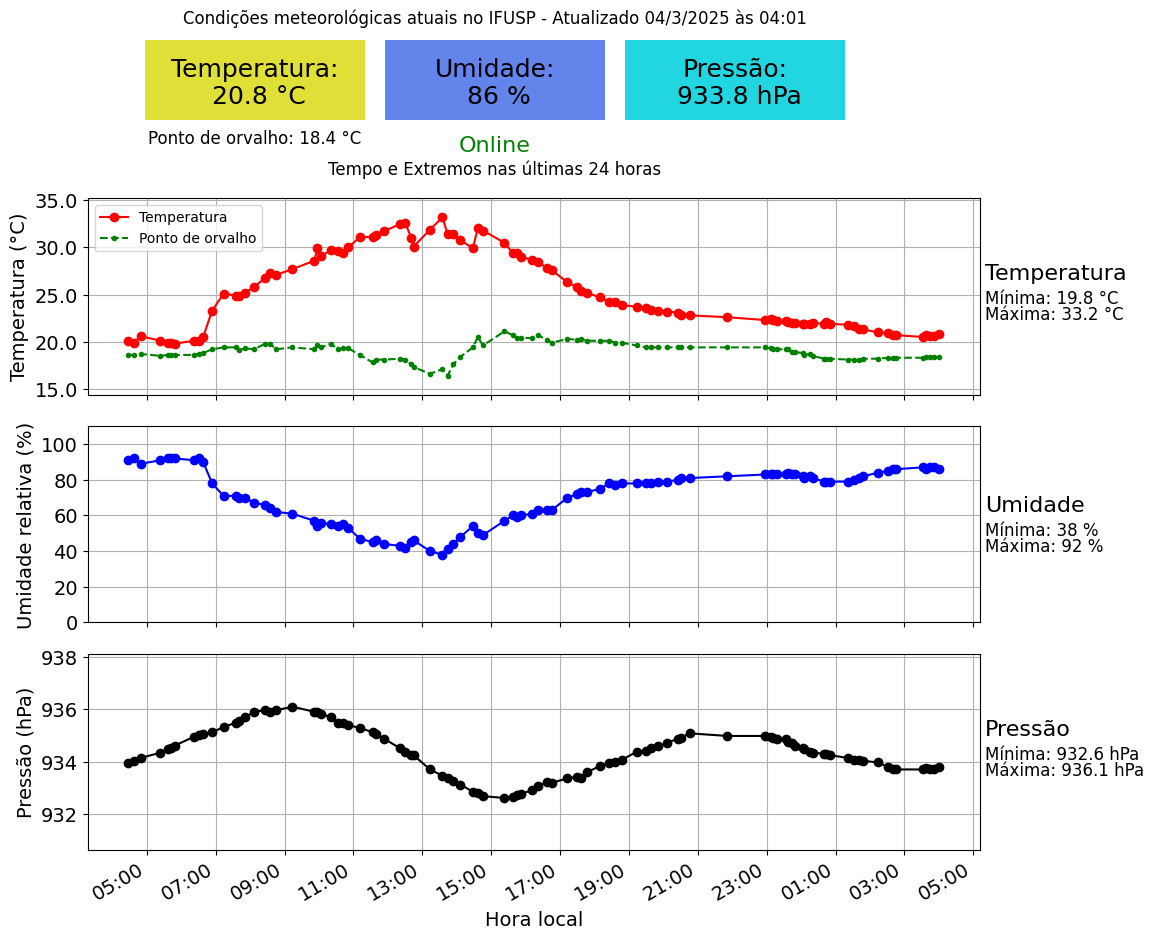 Condições meteorológicas atuais no IFUSP - Atualizado 04/3/2025 às 04:01
Temperatura:
20.8 °C
Umidade:
86 %
Pressão:
933.8 hPa
Ponto de orvalho: 18.4 °C
Online
Tempo e Extremos nas últimas 24 horas
Temperatura (°C)
35.0
30.0
25.0
20.0
15.0
Temperatura
Ponto de orvalho
Temperatura
Mínima: 19.8 °C
Máxima: 33.2 °C
Umidade relativa (%)
100
80
60
40
20
0
Umidade
Mínima: 38 %
Máxima: 92 %
Pressão (hPa)
938
936
934
932
Pressão
Mínima: 932.6 hPa
Máxima: 936.1 hPa
05:00 07:00 09:00 11:00 13:00 15:00 17:00 19:00 21:00 23:00 01:00 03:00 05:00
Hora local